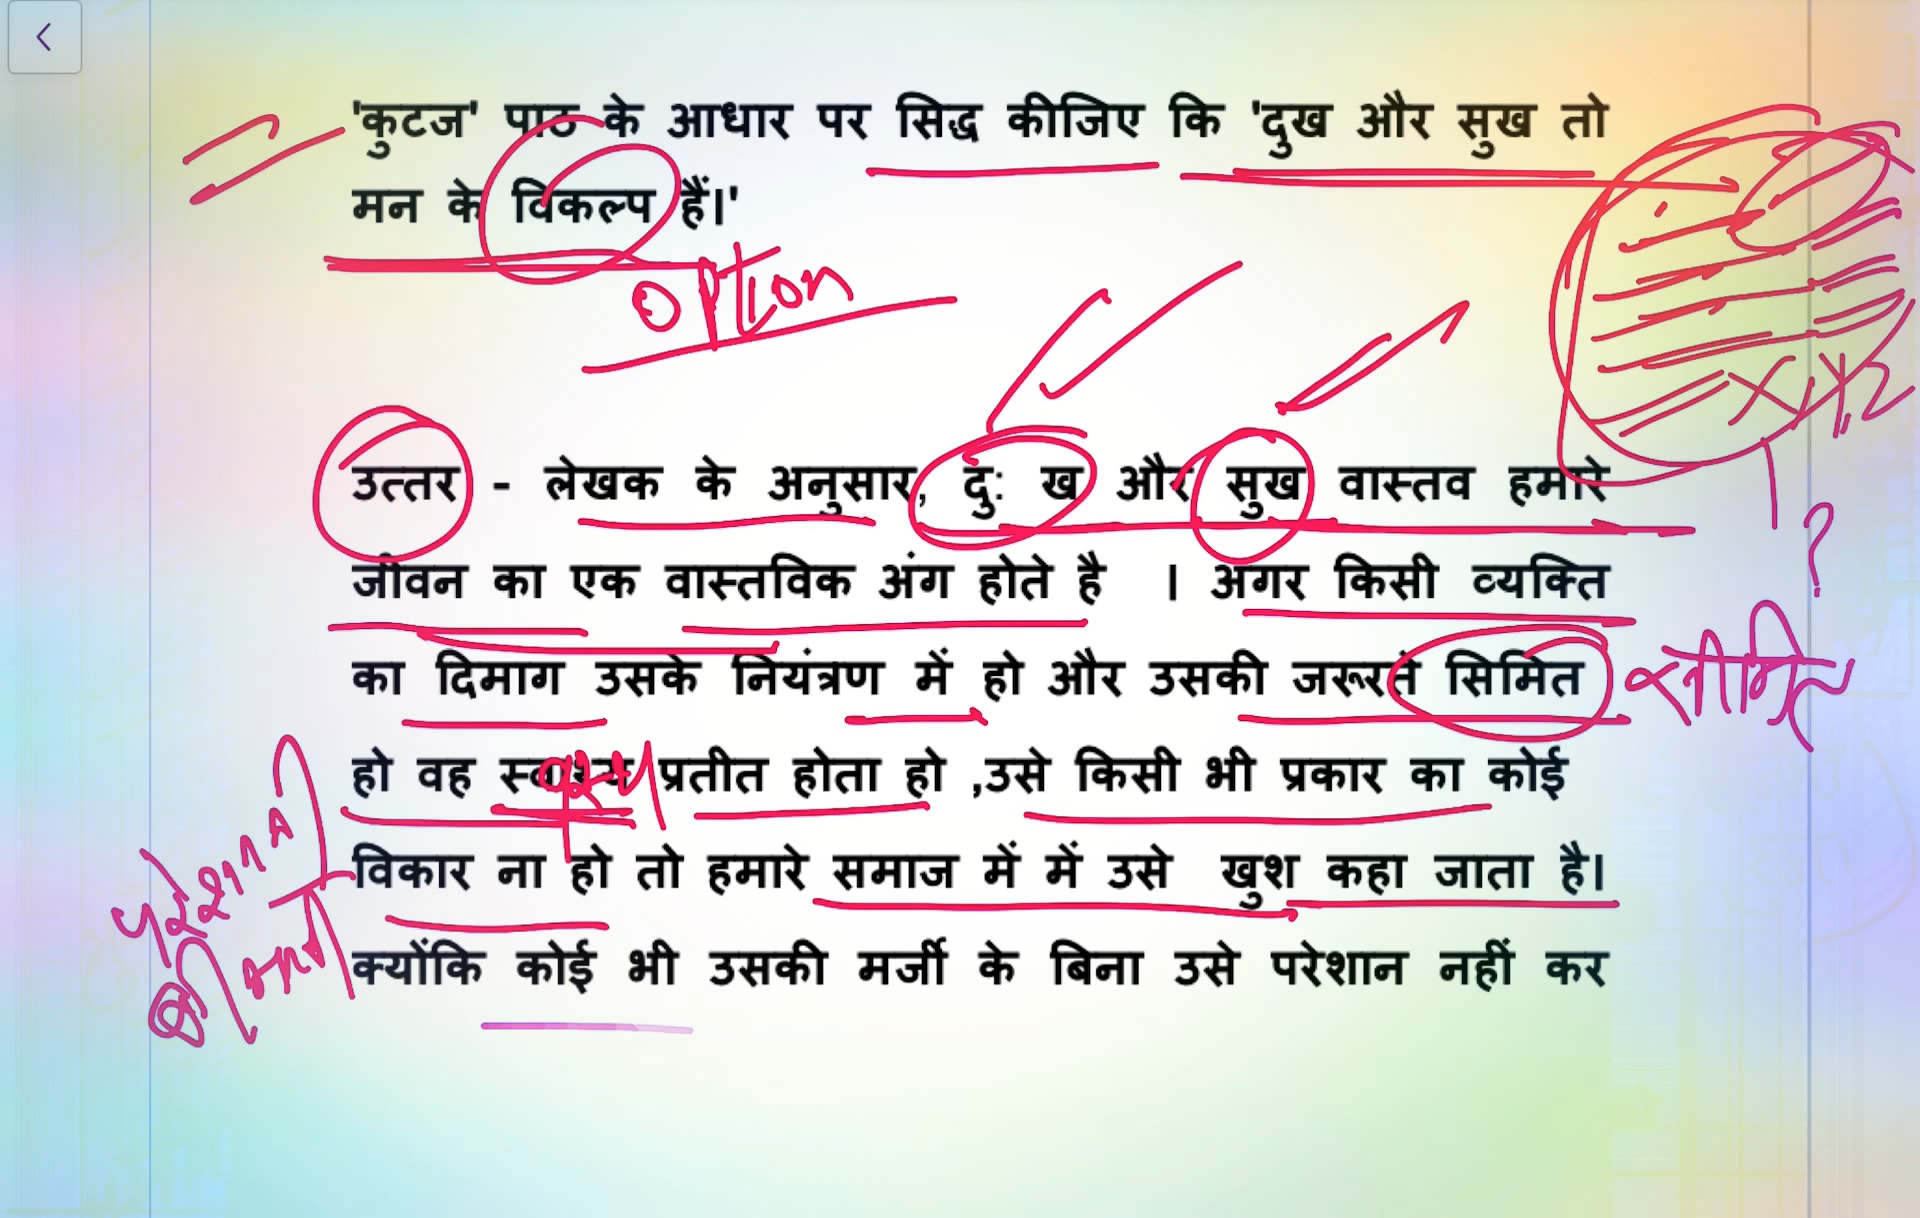 'कुटज' पाठ के आधार पर सिद्ध कीजिए कि 'दुख और सुख तो
मन के विकल्प हैं।'
option
उत्तर - लेखक के अनुसार, दु: ख और सुख वास्तव हमारे
जीवन का एक वास्तविक अंग होते है । अगर किसी व्यक्ति
का दिमाग उसके नियंत्रण में हो और उसकी जरूरतें सिमित
सीमित
हो वह प्रतीत होता हो ,उसे किसी भी प्रकार का कोई
विकार ना हो तो हमारे समाज में में उसे खुश कहा जाता है।
क्योंकि कोई भी उसकी मर्जी के बिना उसे परेशान नहीं कर